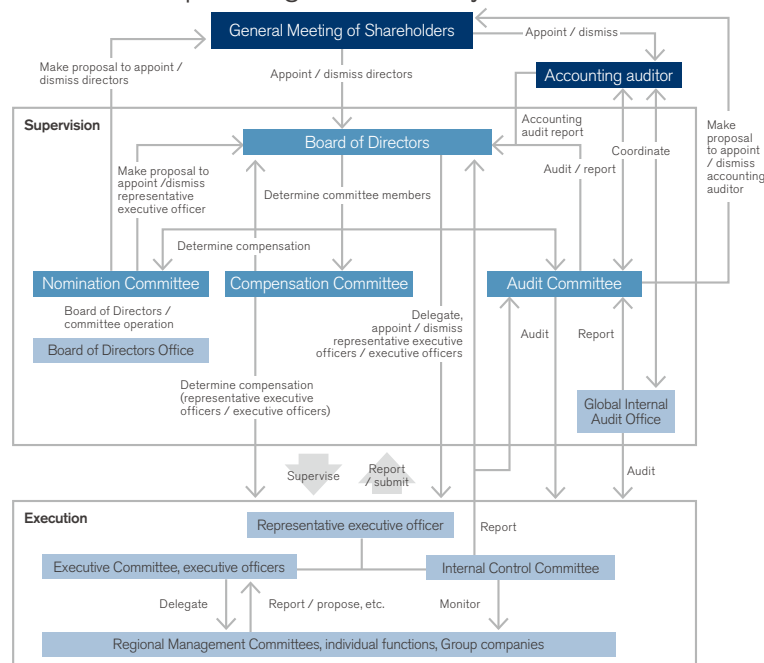 General Meeting of Shareholders
Appoint / dismiss
Make proposal to appoint /
dismiss directors
Appoint / dismiss directors
Accounting auditor
Supervision
Accounting
audit report
Board of Directors
Make
proposal
to appoint
/ dismiss
accounting
auditor
Coordinate
Make proposal to
appoint /dismiss
representative
executive officer
Audit / report
Determine committee members
Determine compensation
Nomination Committee
Compensation Committee
Audit Committee
Board of Directors /
committee operation
Board of Directors Office
Delegate,
appoint / dismiss
representative executive
officers / executive officers
Audit
Report
Determine compensation
(representative executive
officers / executive officers)
Global Internal
Audit Office
Supervise
Report
/ submit
Audit
Execution
Representative executive officer
Report
Executive Committee, executive officers
Internal Control Committee
Delegate
Report / propose, etc.
Monitor
Regional Management Committees, individual functions, Group companies